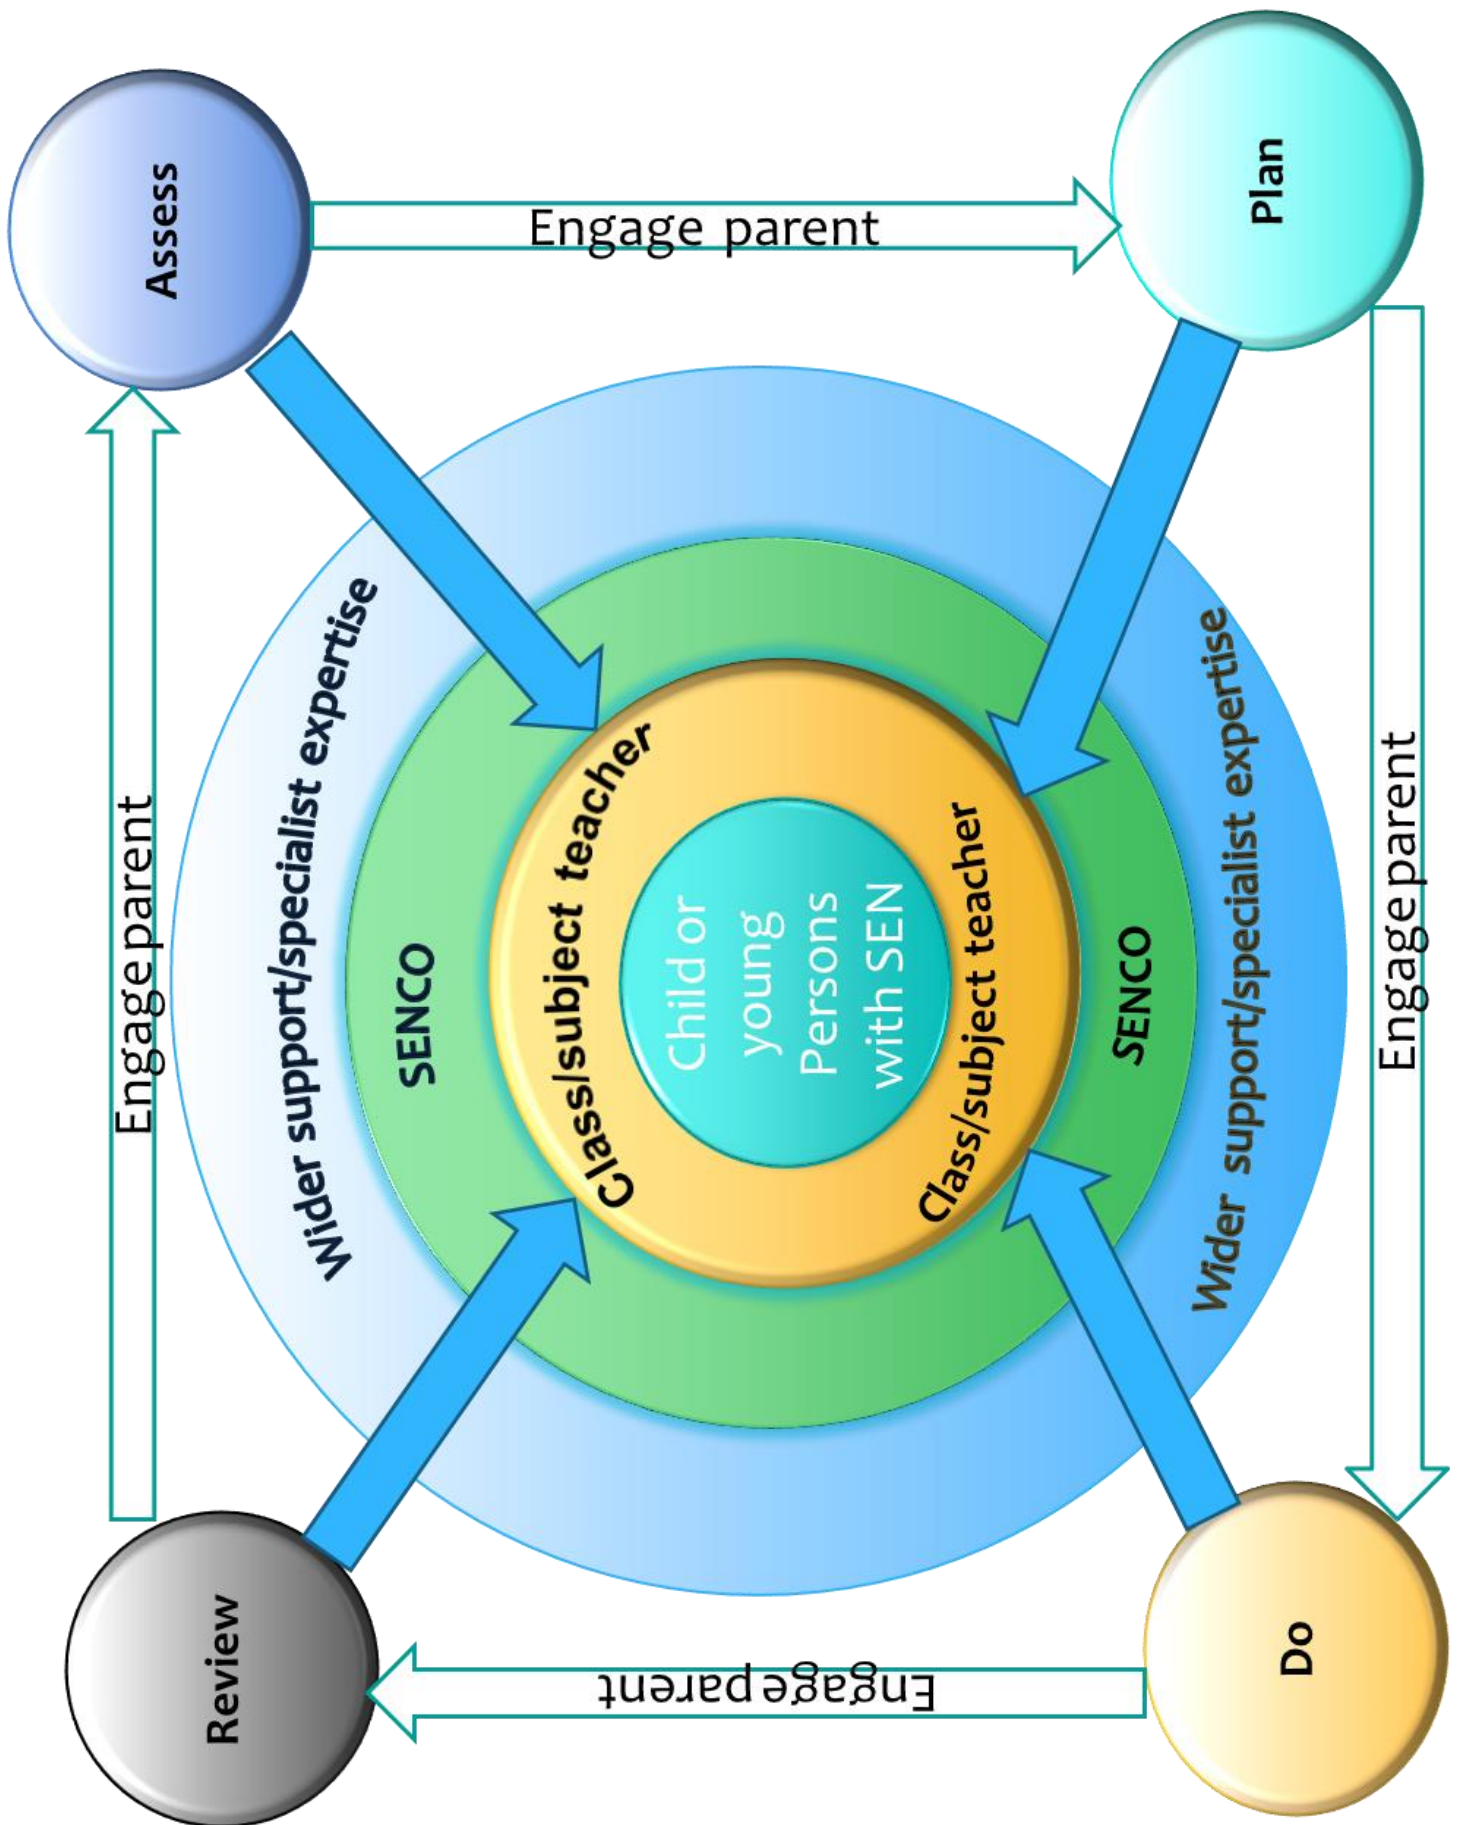 Review
Engage parent
Assess
Wider support/specialist expertise
SENCO
Class/subject teacher
Engage parent
Child or
young
Persons
with SEN
Engage parent
Class/subject teacher
SENCO
Wider support/specialist expertise
Do
Plan
Engage parent